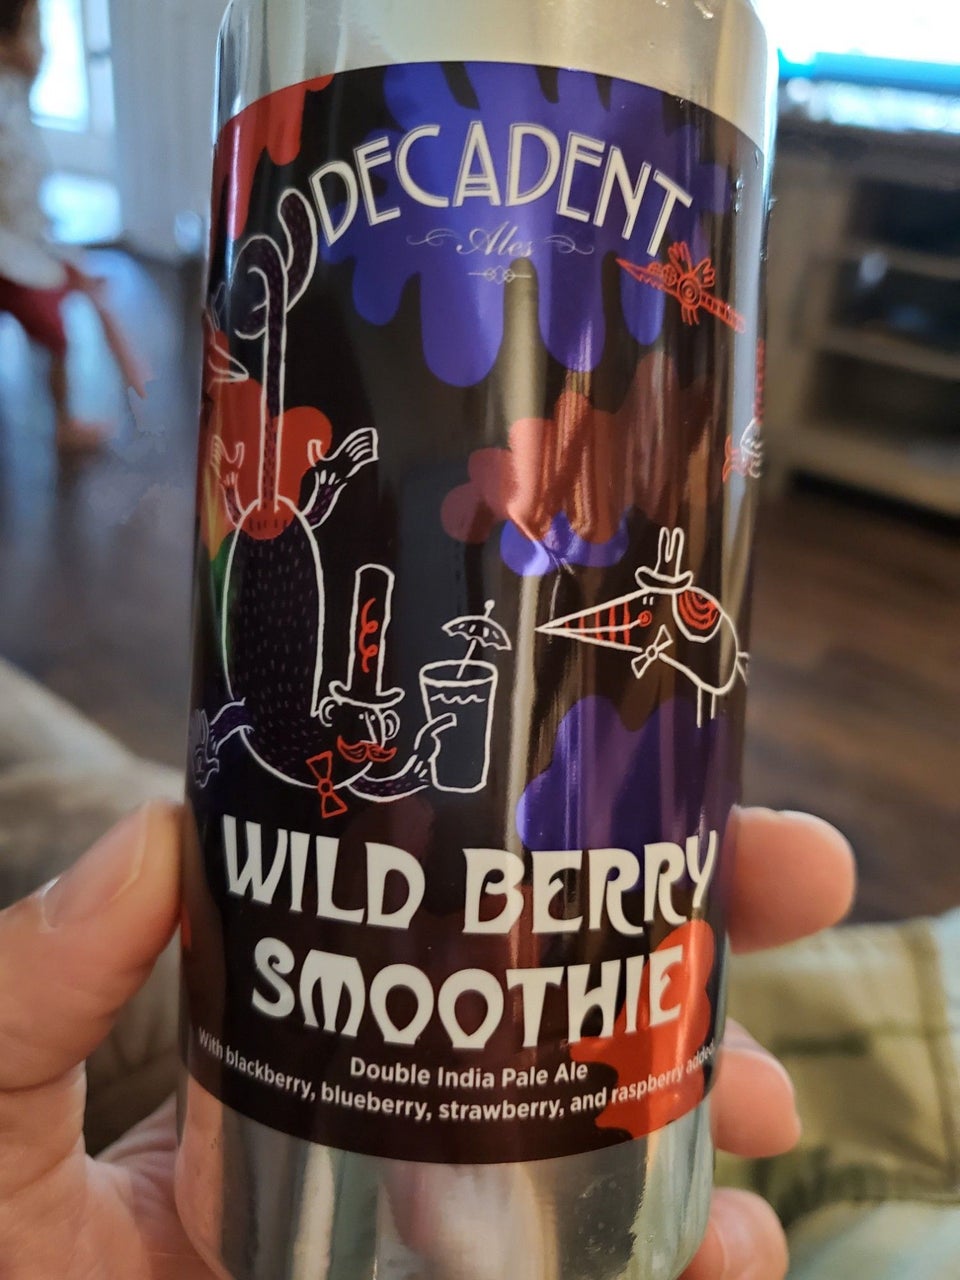 DECADENT
Ales
WILD BERRY
SMOOTHIE
Double India Pale Ale
With blackberry, blueberry, strawberry, and raspberry added.